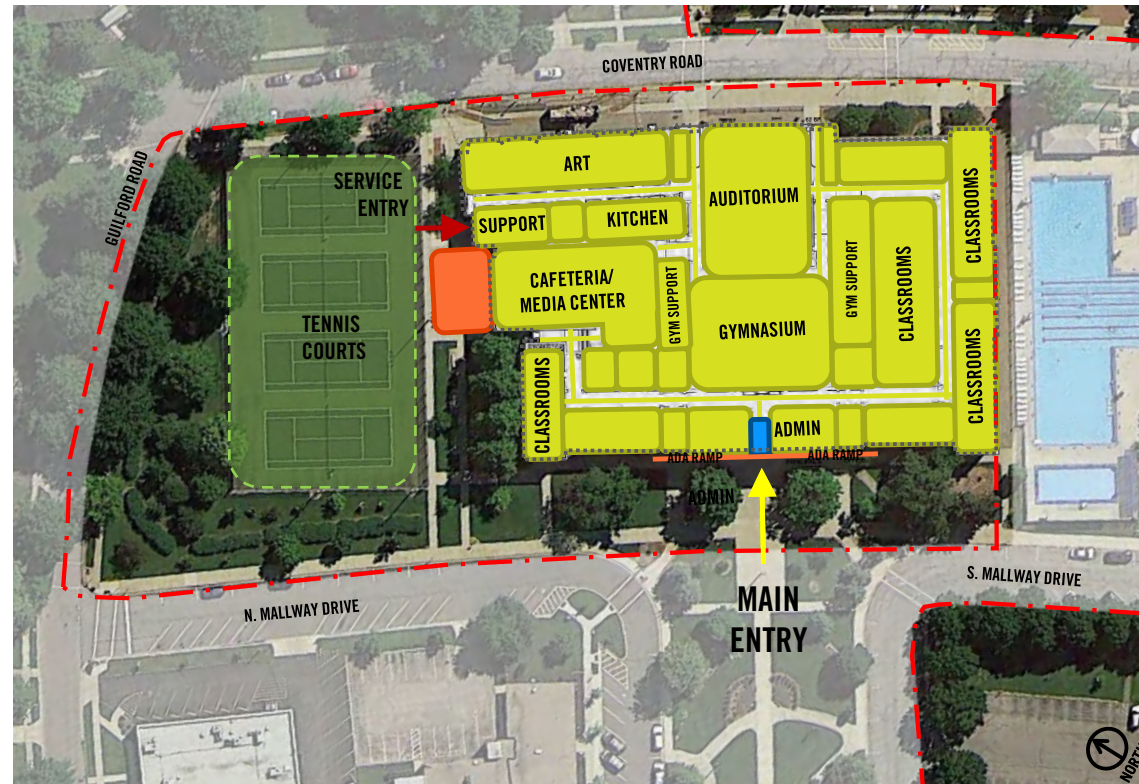 COVENTRY ROAD
GUILFORD ROAD
ART
AUDITORIUM
SERVICE
ENTRY
SUPPORT
KITCHEN
CLASSROOMS
CAFETERIA/
MEDIA CENTER
GYM SUPPORT
GYM SUPPORT
CLASSROOMS
GYMNASIUM
TENNIS
COURTS
CLASSROOMS
CLASSROOMS
ADMIN
ADA RAMP
ADA RAMP
ADMIN
S. MALLWAY DRIVE
N. MALLWAY DRIVE
MAIN
ENTRY
NORTH